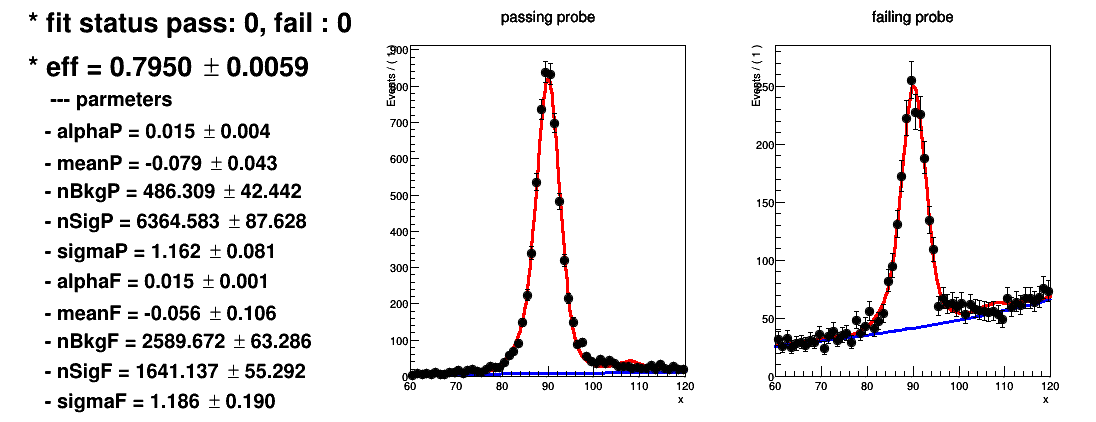 * fit status pass: 0, fail : 0
* eff = 0.7950 ± 0.0059
--- parmeters
- alphaP = 0.015 ± 0.004
- meanP = -0.079 ± 0.043
- nBkgP = 486.309 ± 42.442
- nSigP = 6364.583 ± 87.628
- sigmaP = 1.162 ± 0.081
- alphaF = 0.015 ± 0.001
- meanF = -0.056 ± 0.106
- nBkgF = 2589.672 ± 63.286
- nSigF = 1641.137 ± 55.292
- sigmaF = 1.186 ± 0.190
passing probe
Events / ( 1 )
900
800
700
600
500
400
300
200
100
0
60 70 80 90 100 110 120
x
failing probe
Events / ( 1 )
250
200
150
100
50
0
60 70 80 90 100 110 120
x